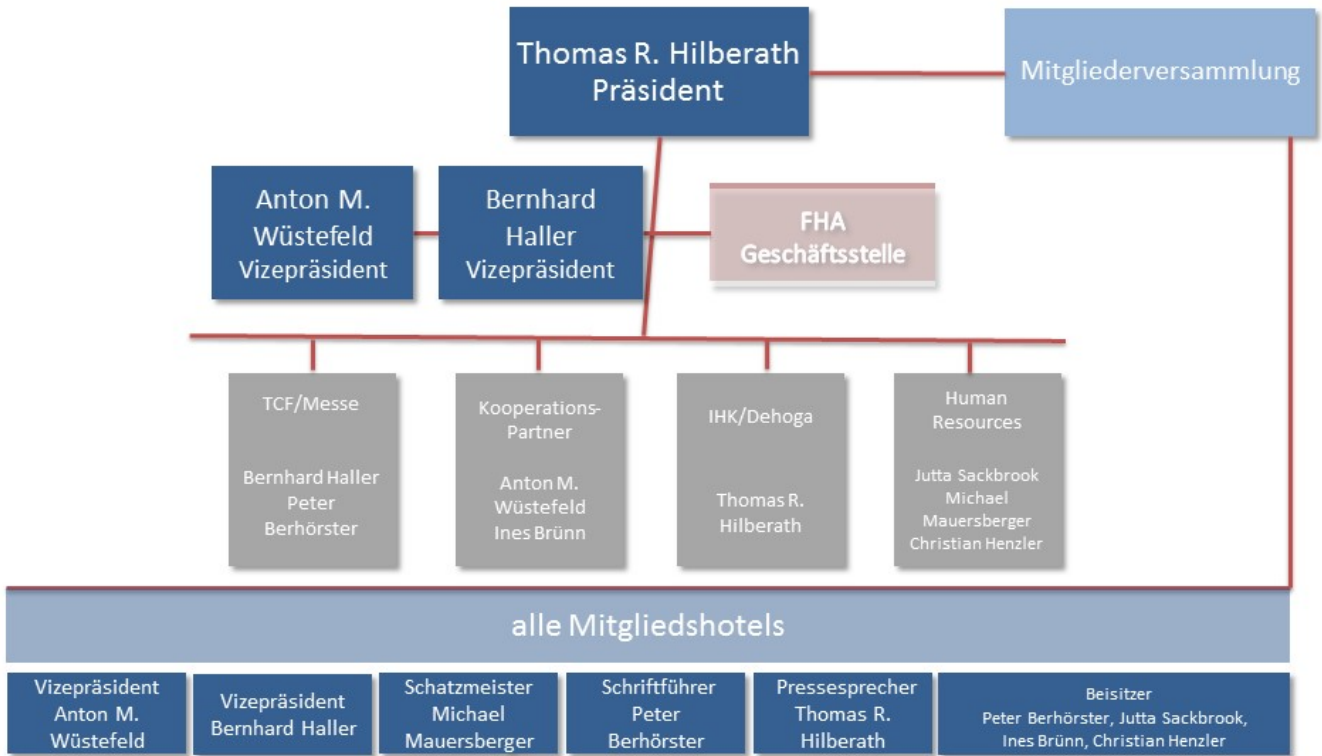 Thomas R. Hilberath
Präsident
Mitgliederversammlung
Anton M.
Wüstefeld
Vizepräsident
Bernhard
Haller
Vizepräsident
FHA
Geschäftsstelle
TCF/Messe
Bernhard Haller
Peter
Berhörster
Kooperations-
Partner
Anton M.
Wüstefeld
Ines Brünn
IHK/Dehoga
Thomas R.
Hilberath
Human
Resources
Jutta Sackbrook
Michael
Mauersberger
Christian Henzler
alle Mitgliedshotels
Vizepräsident
Anton M.
Wüstefeld
Vizepräsident
Bernhard Haller
Schatzmeister
Michael
Mauersberger
Schriftführer
Peter
Berhörster
Pressesprecher
Thomas R.
Hilberath
Beisitzer
Peter Berhörster, Jutta Sackbrook,
Ines Brünn, Christian Henzler